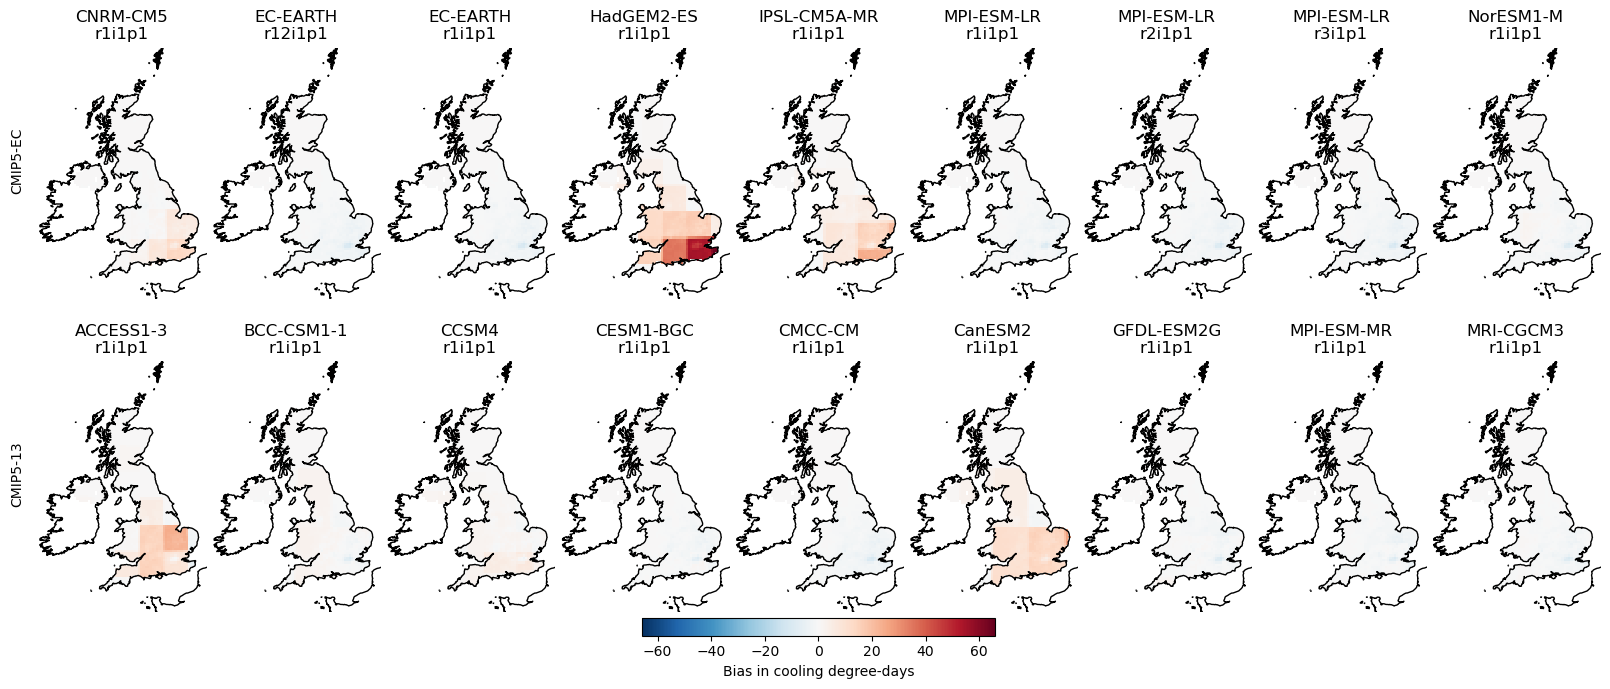 CNRM-CM5 EC-EARTH EC-EARTH HadGEM2-ES IPSL-CM5A-MR MPI-ESM-LR MPI-ESM-LR MPI-ESM-LR NorESM1-M
r1i1p1 r12i1p1 r1i1p1 r1i1p1 r1i1p1 r1i1p1 r2i1p1 r3i1p1 r1i1p1
CMIP5-EC
ACCESS1-3 BCC-CSM1-1 CCSM4 CESM1-BGC CMCC-CM CanESM2 GFDL-ESM2G MPI-ESM-MR MRI-CGCM3
r1i1p1 r1i1p1 r1i1p1 r1i1p1 r1i1p1 r1i1p1 r1i1p1 r1i1p1 r1i1p1
CMIP5-13
−60 −40 −20 0 20 40 60
Bias in cooling degree-days